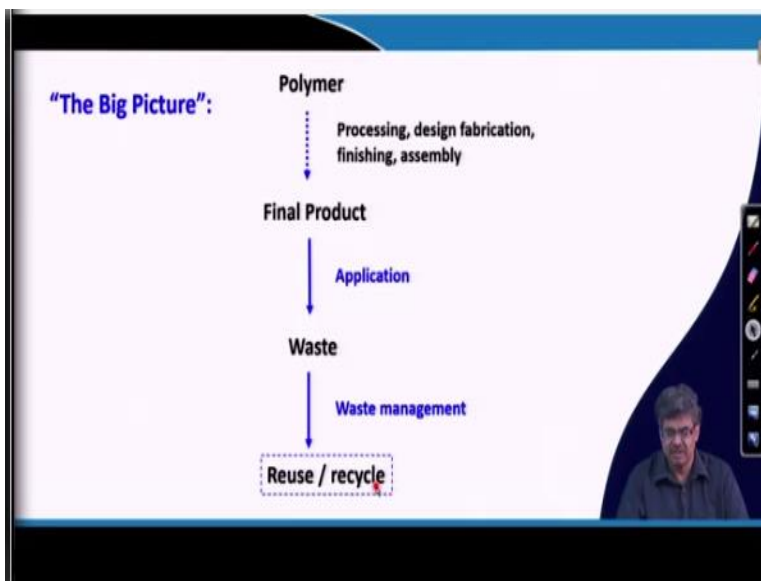 "The Big Picture":
Polymer
Processing, design fabrication,
finishing, assembly
Final Product
Application
Waste
Waste management
Reuse / recycle